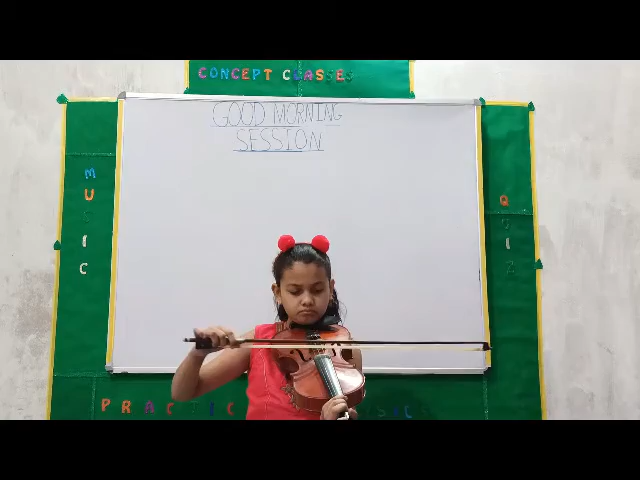 CONCEPT CLASSES
GOOD MORNING
SESSION
MUSIC
QUIZ